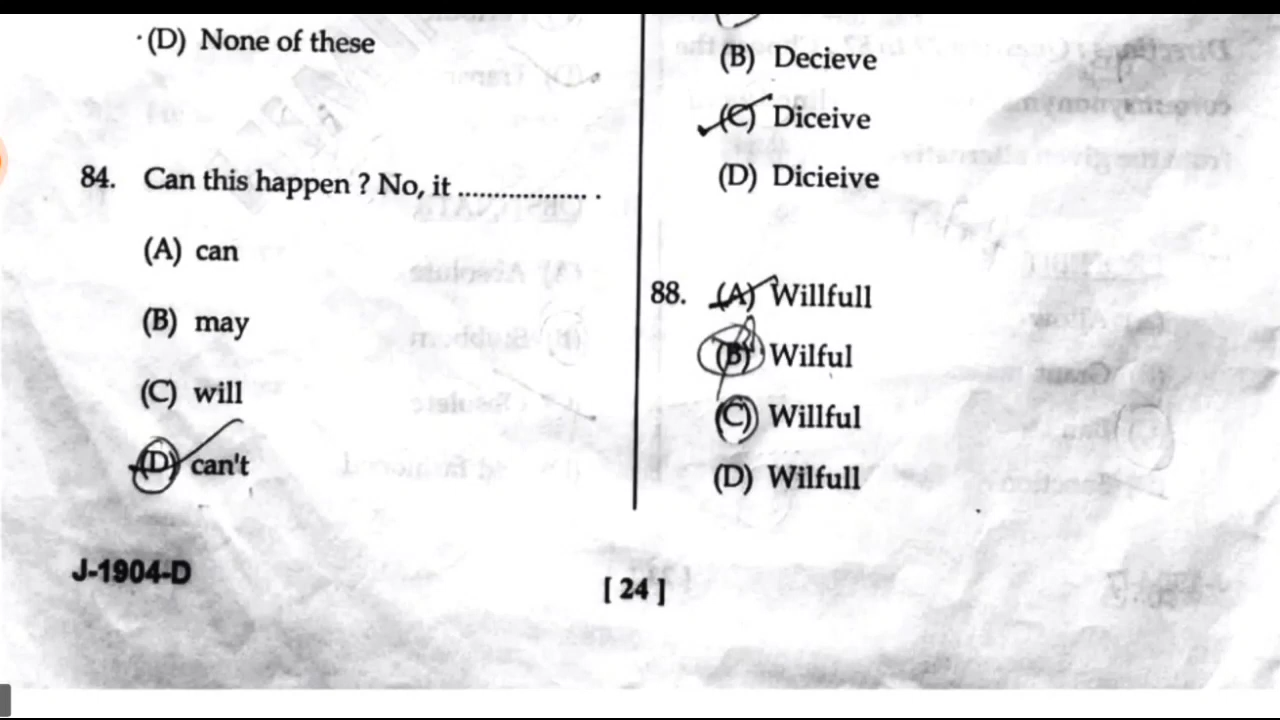 (D) None of these
84. Can this happen ? No, it .................. .
(A) can
(B) may
(C) will
(D) can't
(B) Decieve
(C) Diceive
(D) Dicieive
88. (A) Willfull
(B) Wilful
(C) Willful
(D) Wilfull
J-1904-D
[ 24 ]